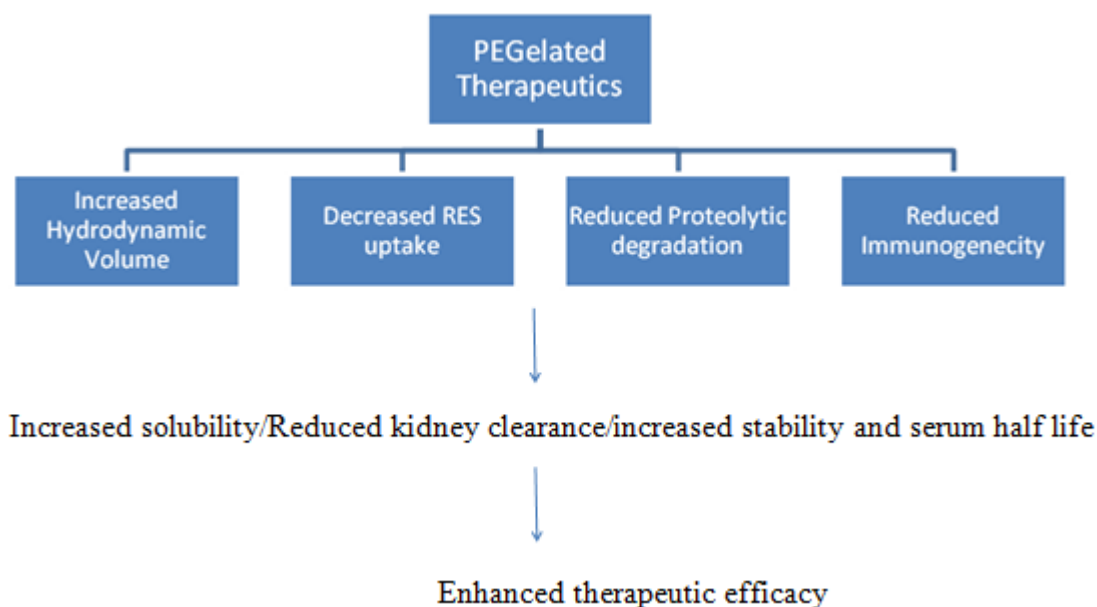 PEGelated
Therapeutics
Increased
Hydrodynamic
Volume
Decreased RES
uptake
Reduced Proteolytic
degradation
Reduced
Immunogenecity
Increased solubility/Reduced kidney clearance/increased stability and serum half life
Enhanced therapeutic efficacy